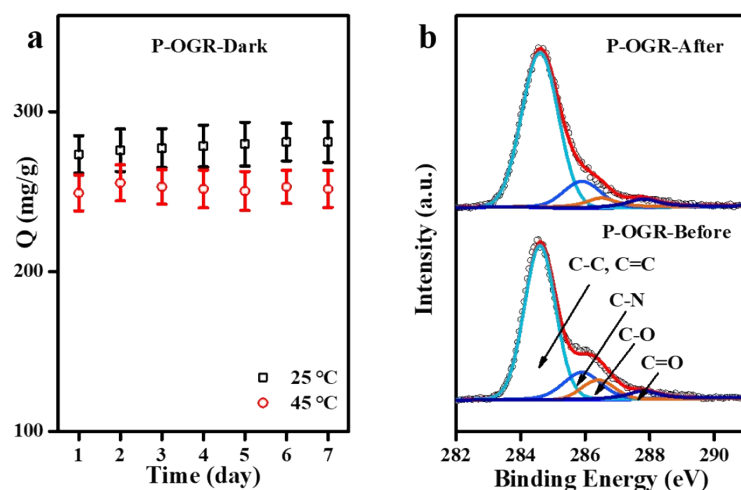 a
P-OGR-Dark
300
200
100
Q (mg/g)
25 °C
45 °C
1 2 3 4 5 6 7
Time (day)
b
P-OGR-After
P-OGR-Before
C-C, C=C
C-N
C-O
C=O
Intensity (a.u.)
282 284 286 288 290
Binding Energy (eV)